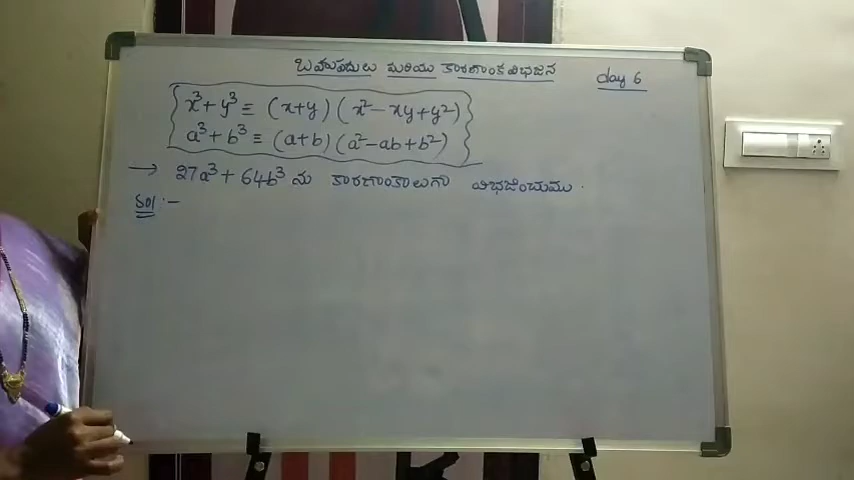 బహుపదులు మరియు కారణాంక విభజన day 6
x³ + y³ ≡ (x+y) (x² - xy + y²)
a³ + b³ ≡ (a+b) (a² - ab + b²)
→ 27a³ + 64b³ ను కారణాంకాలుగా విభజించుము.
Sol :-